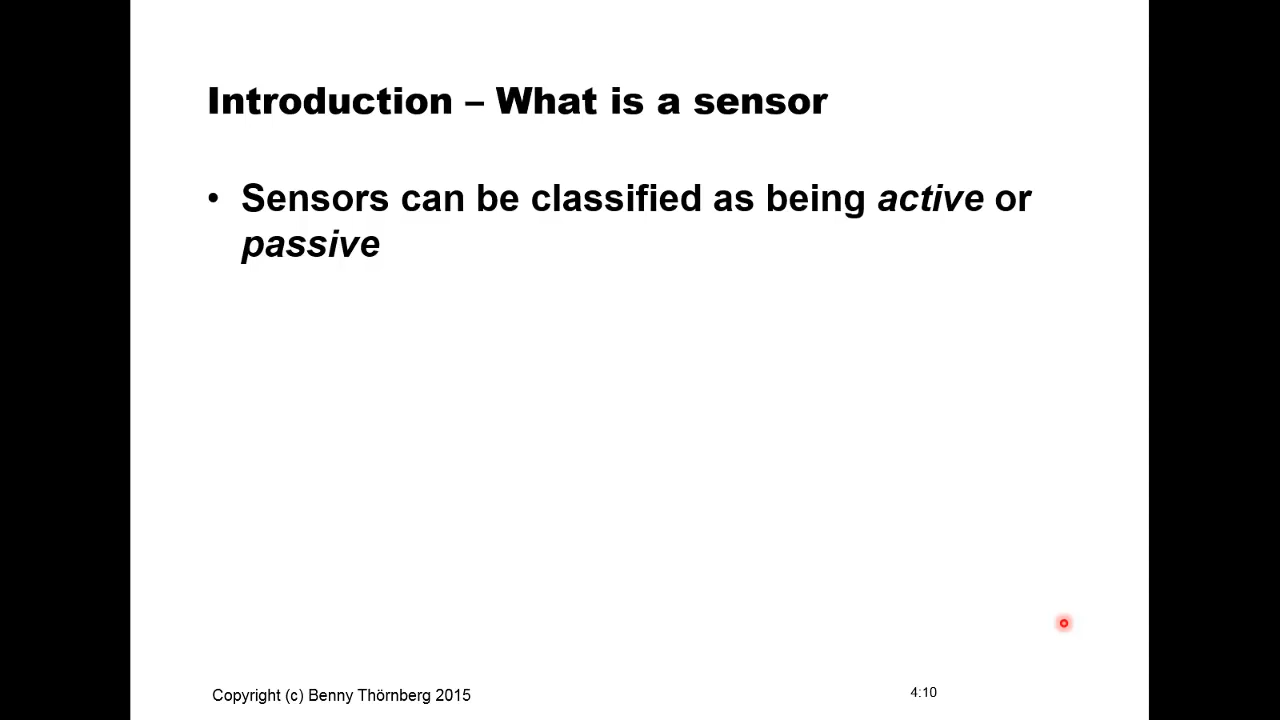 Introduction – What is a sensor
• Sensors can be classified as being active or
passive
Copyright (c) Benny Thörnberg 2015
4:10